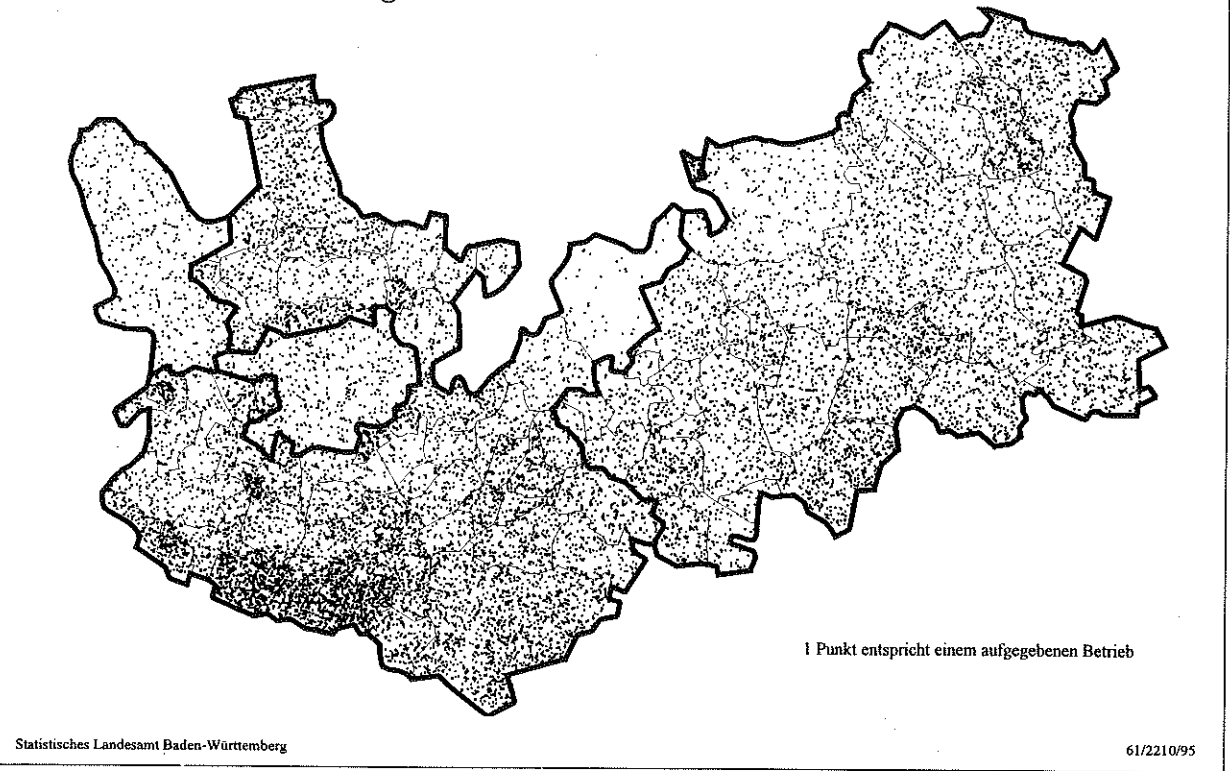 1 Punkt entspricht einem aufgegebenen Betrieb
Statistisches Landesamt Baden-Württemberg
61/2210/95